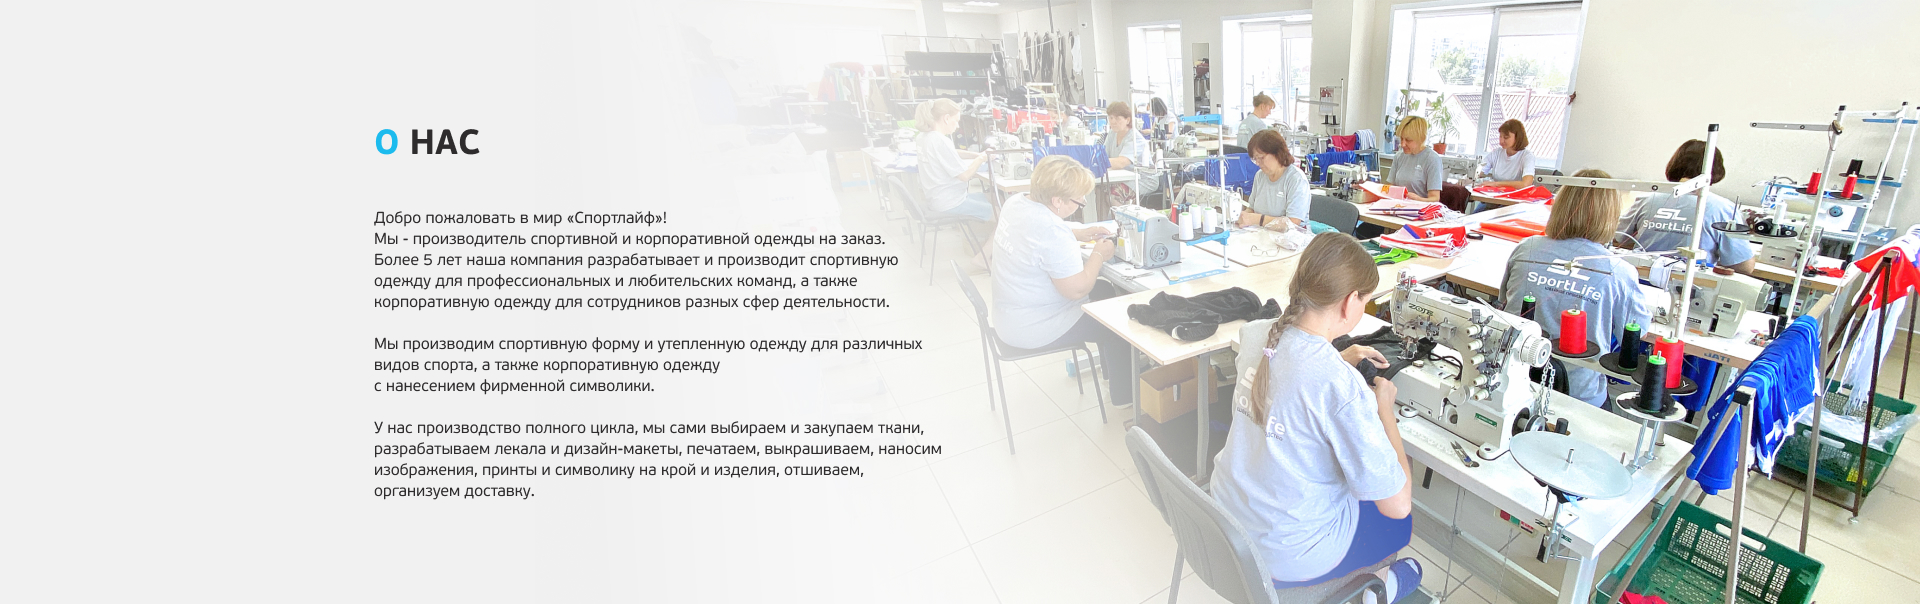 О НАС
Добро пожаловать в мир «Спортлайф»!
Мы - производитель спортивной и корпоративной одежды на заказ.
Более 5 лет наша компания разрабатывает и производит спортивную
одежду для профессиональных и любительских команд, а также
корпоративную одежду для сотрудников разных сфер деятельности.
Мы производим спортивную форму и утепленную одежду для различных
видов спорта, а также корпоративную одежду
с нанесением фирменной символики.
У нас производство полного цикла, мы сами выбираем и закупаем ткани,
разрабатываем лекала и дизайн-макеты, печатаем, выкрашиваем, наносим
изображения, принты и символику на крой и изделия, отшиваем,
организуем доставку.
SL
SportLife
SL
SportLife
ZOJE
JATI